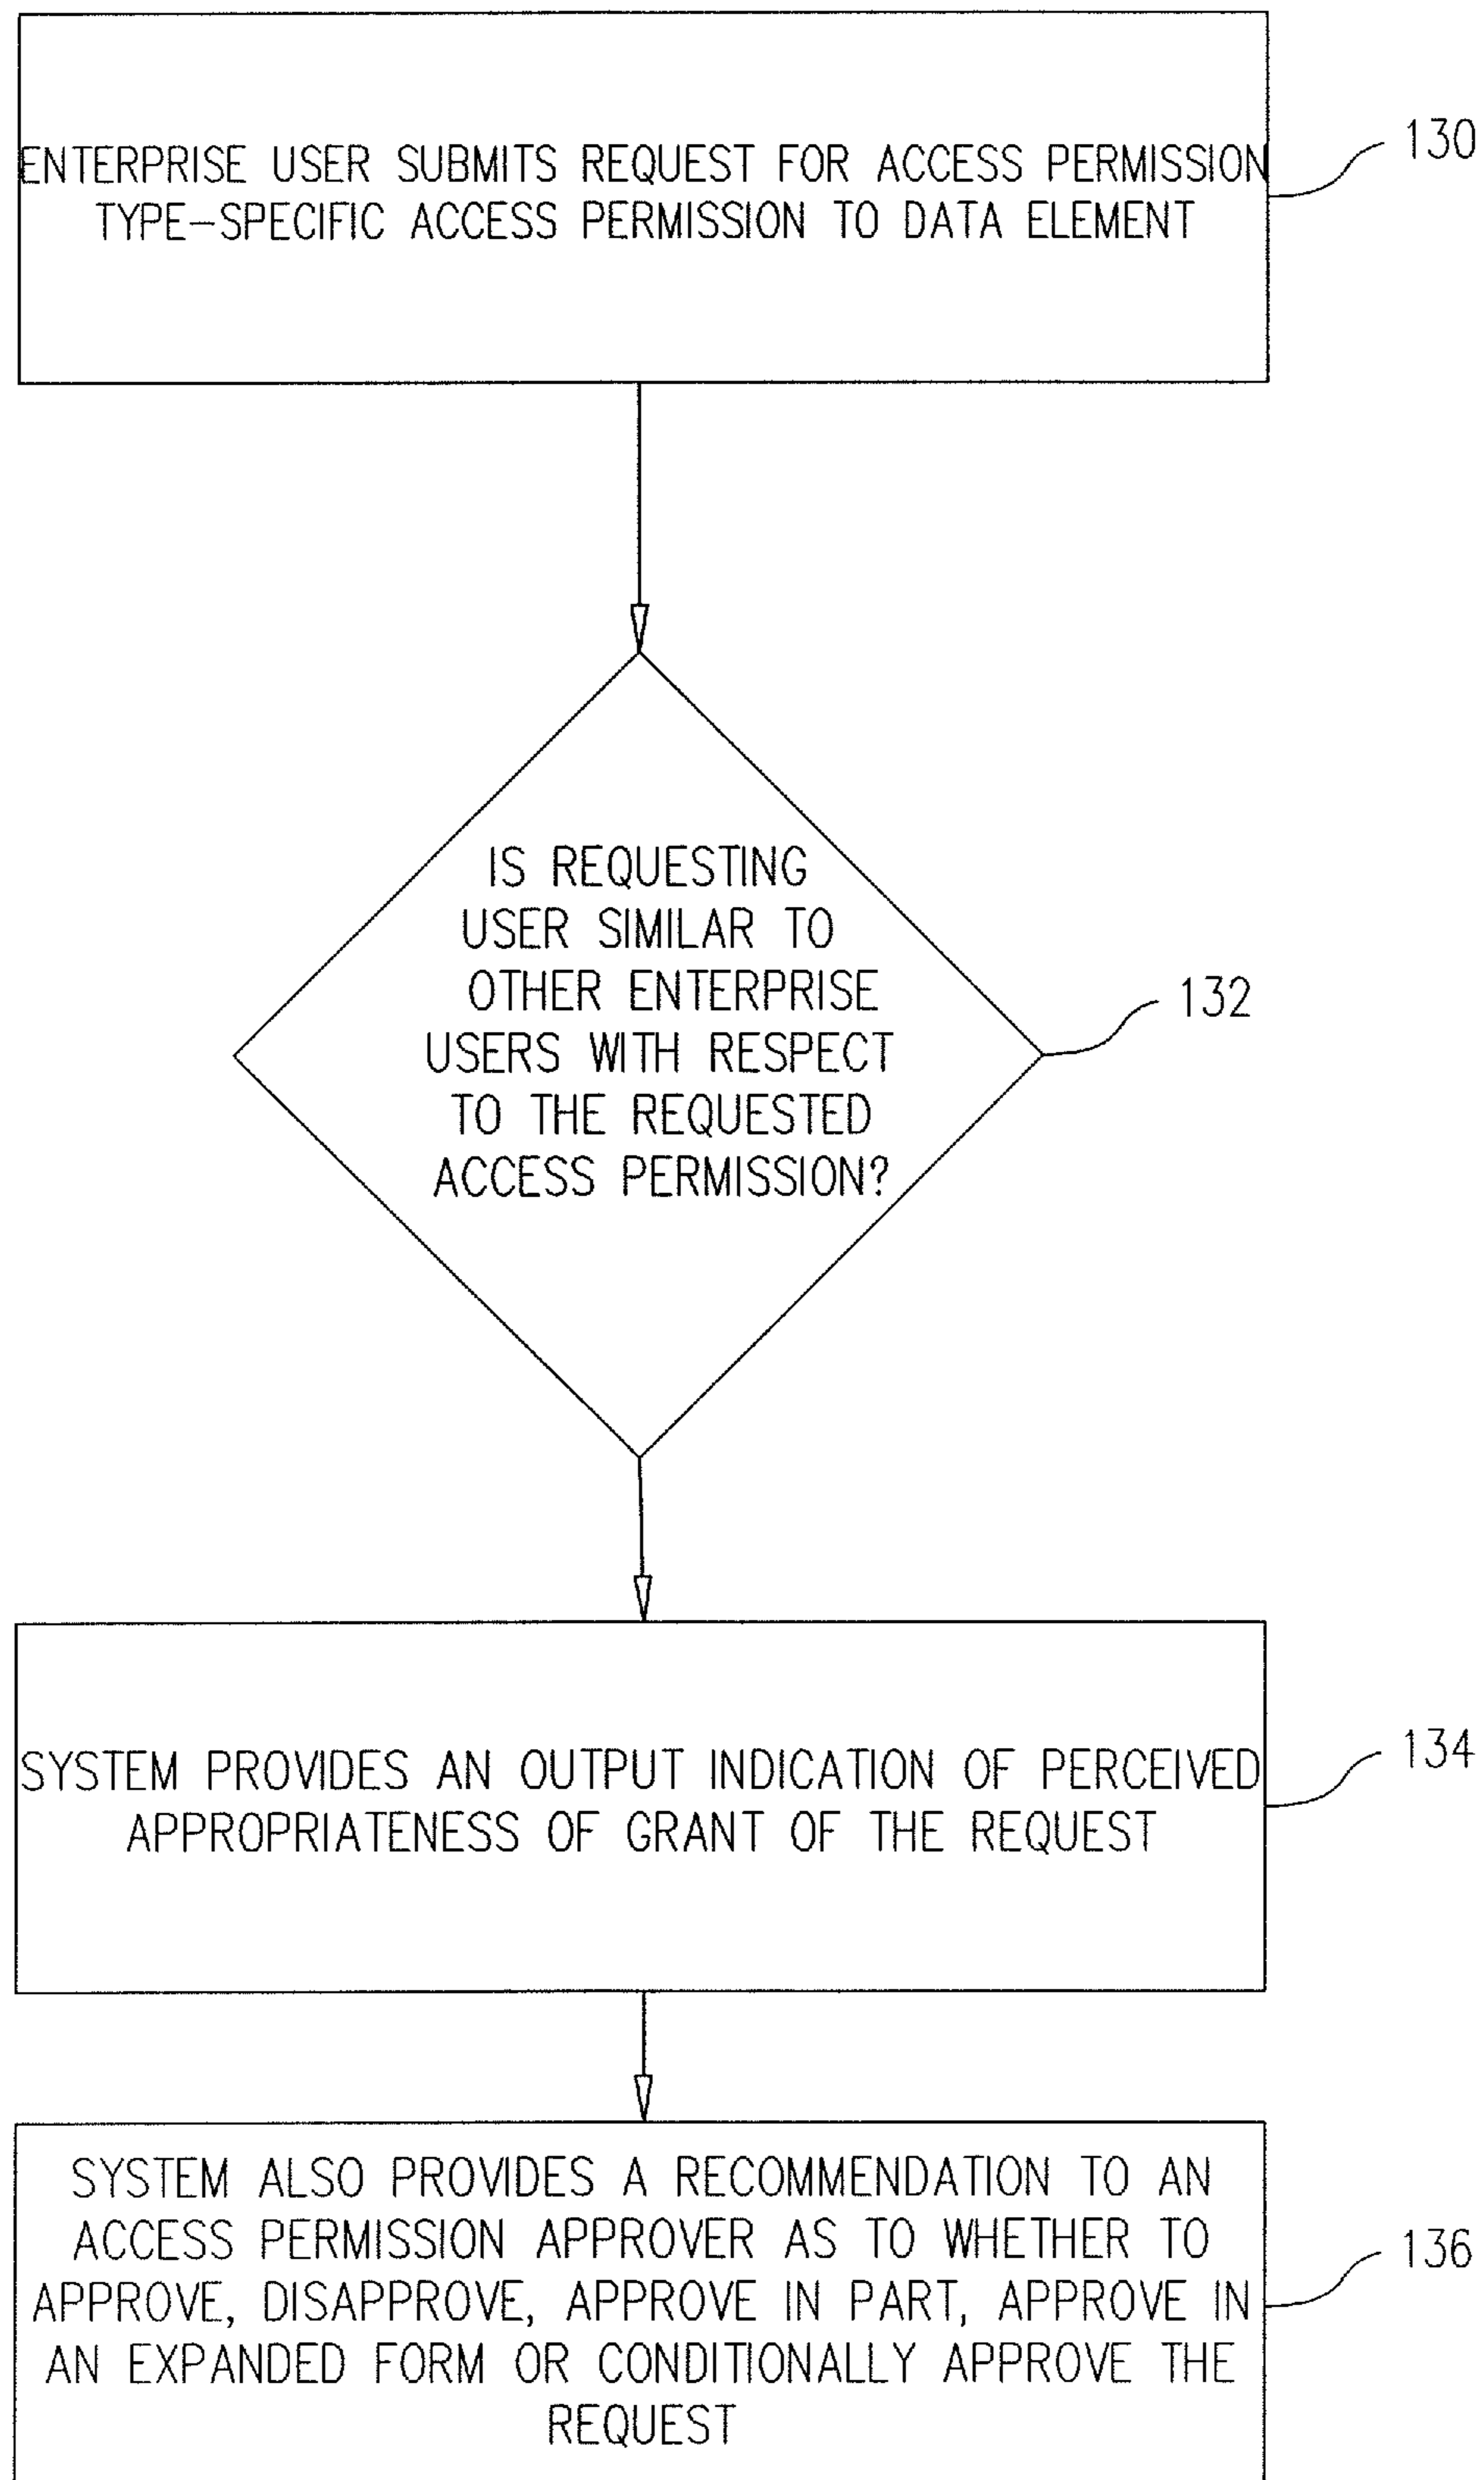 ENTERPRISE USER SUBMITS REQUEST FOR ACCESS PERMISSION
TYPE-SPECIFIC ACCESS PERMISSION TO DATA ELEMENT
130
IS REQUESTING
USER SIMILAR TO
OTHER ENTERPRISE
USERS WITH RESPECT
TO THE REQUESTED
ACCESS PERMISSION?
132
SYSTEM PROVIDES AN OUTPUT INDICATION OF PERCEIVED
APPROPRIATENESS OF GRANT OF THE REQUEST
134
SYSTEM ALSO PROVIDES A RECOMMENDATION TO AN
ACCESS PERMISSION APPROVER AS TO WHETHER TO
APPROVE, DISAPPROVE, APPROVE IN PART, APPROVE IN
AN EXPANDED FORM OR CONDITIONALLY APPROVE THE
REQUEST
136